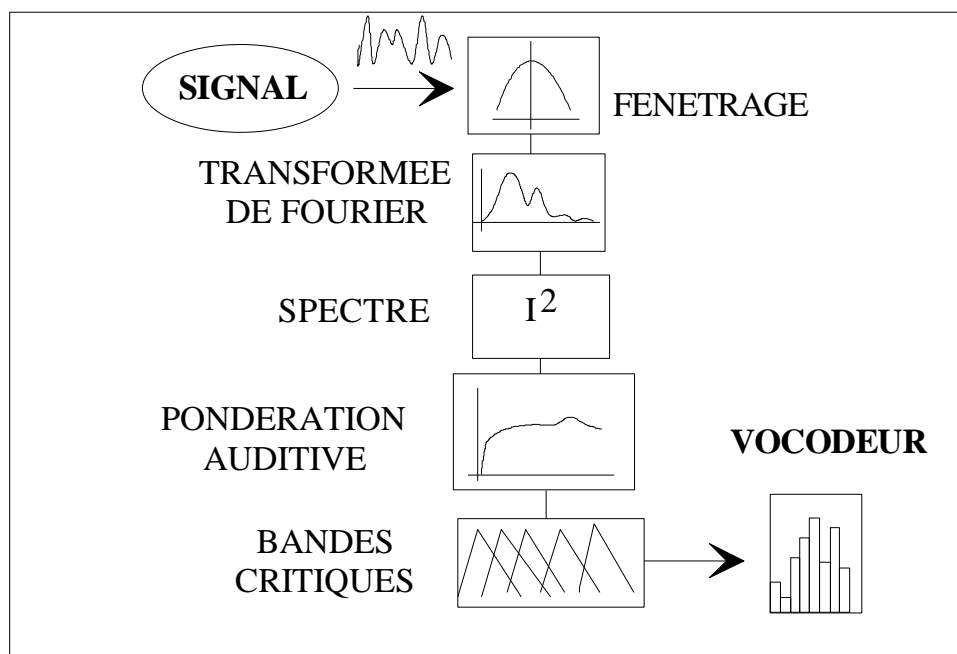 SIGNAL
FENETRAGE
TRANSFORMEE
DE FOURIER
SPECTRE
I²
PONDERATION
AUDITIVE
VOCODEUR
BANDES
CRITIQUES